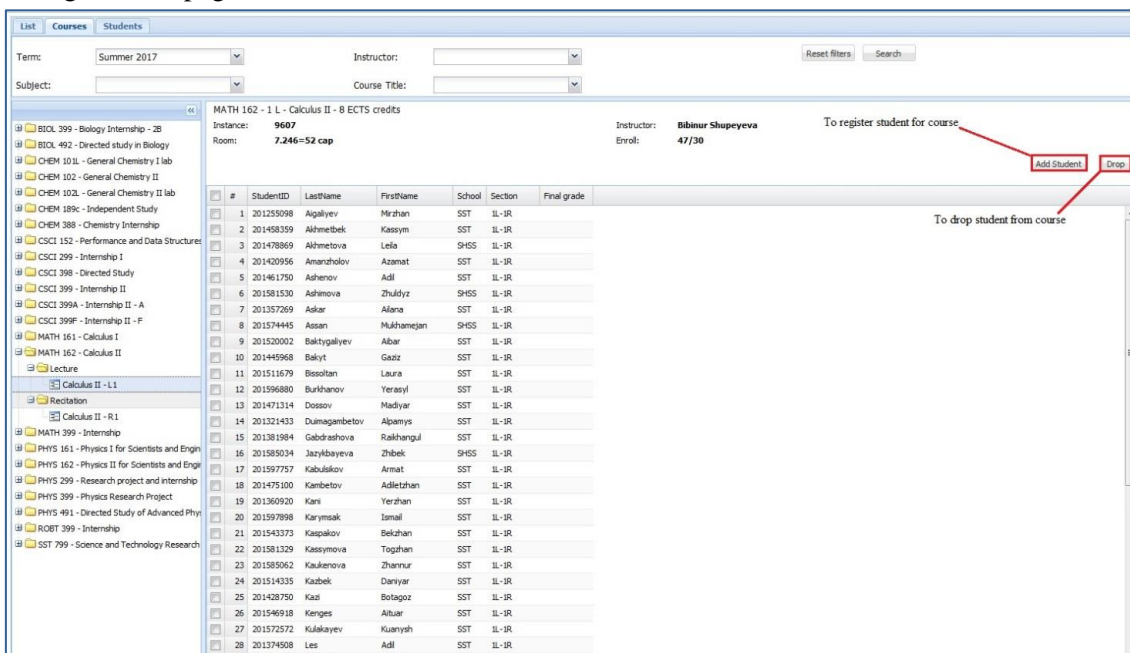 List Courses Students
Term: Summer 2017 Instructor: Reset filters Search
Subject: Course Title:
BIOL 399 - Biology Internship - 2B
BIOL 492 - Directed study in Biology
CHEM 101L - General Chemistry I lab
CHEM 102 - General Chemistry II
CHEM 102L - General Chemistry II lab
CHEM 189c - Independent Study
CHEM 388 - Chemistry Internship
CSCI 152 - Performance and Data Structures
CSCI 299 - Internship I
CSCI 398 - Directed Study
CSCI 399 - Internship II
CSCI 399A - Internship II - A
CSCI 399F - Internship II - F
MATH 161 - Calculus I
MATH 162 - Calculus II
Lecture
Calculus II - L1
Recitation
Calculus II - R1
MATH 399 - Internship
PHYS 161 - Physics I for Scientists and Engin
PHYS 162 - Physics II for Scientists and Engin
PHYS 299 - Research project and internship
PHYS 399 - Physics Research Project
PHYS 491 - Directed Study of Advanced Phys
ROBT 399 - Internship
SST 799 - Science and Technology Research
MATH 162 - 1 L - Calculus II - 8 ECTS credits
Instance: 9607 Instructor: Bibinur Shupeyeva
Room: 7.246=52 cap Enroll: 47/30
To register student for course
Add Student Drop
To drop student from course
# StudentID LastName FirstName School Section Final grade
1 201255098 Aigaliyev Mirzhan SST 1L-1R
2 201458359 Akhmetbek Kassym SST 1L-1R
3 201478869 Akhmetova Leila SHSS 1L-1R
4 201420956 Amanzholov Azamat SST 1L-1R
5 201461750 Ashenov Adil SST 1L-1R
6 201581530 Ashimova Zhuldyz SHSS 1L-1R
7 201357269 Askar Ailana SST 1L-1R
8 201574445 Assan Mukhamejan SHSS 1L-1R
9 201520002 Baktygaliyev Aibar SST 1L-1R
10 201445968 Bakyt Gaziz SST 1L-1R
11 201511679 Bissoltan Laura SST 1L-1R
12 201596880 Burkhanov Yerasyl SST 1L-1R
13 201471314 Dossov Madiyar SST 1L-1R
14 201321433 Duimagambetov Alpamys SST 1L-1R
15 201381984 Gabdrashova Raikhangul SST 1L-1R
16 201585034 Jazykbayeva Zhibek SHSS 1L-1R
17 201597757 Kabulsikov Armat SST 1L-1R
18 201475100 Kambetov Adiletzhan SST 1L-1R
19 201360920 Kani Yerzhan SST 1L-1R
20 201597898 Karymsak Ismail SST 1L-1R
21 201543373 Kaspakov Bekzhan SST 1L-1R
22 201581329 Kassymova Togzhan SST 1L-1R
23 201585062 Kaukenova Zhannur SST 1L-1R
24 201514335 Kazbek Daniyar SST 1L-1R
25 201428750 Kazi Botagoz SST 1L-1R
26 201546918 Kenges Aituar SST 1L-1R
27 201572572 Kulakayev Kuanysh SST 1L-1R
28 201374508 Les Adil SST 1L-1R